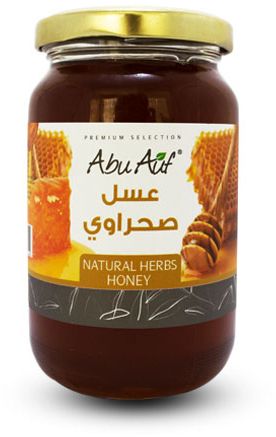 PREMIUM SELECTION
Abu Auf®
عسل
صحراوي
NATURAL HERBS
HONEY